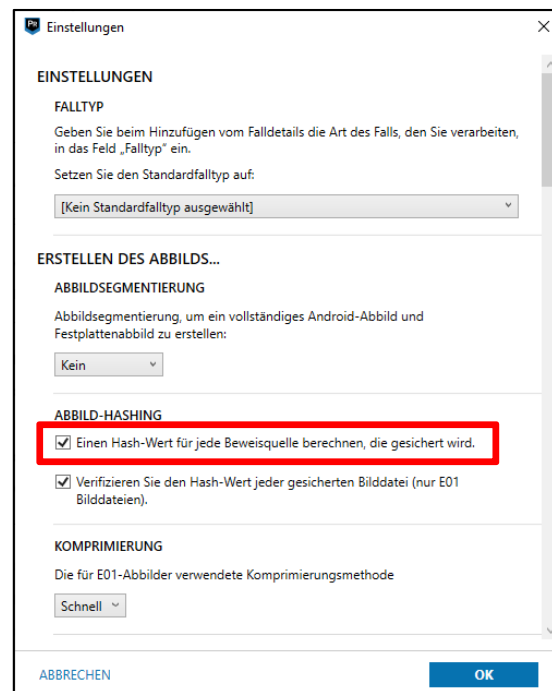 PR Einstellungen
EINSTELLUNGEN
FALLTYP
Geben Sie beim Hinzufügen vom Falldetails die Art des Falls, den Sie verarbeiten,
in das Feld „Falltyp" ein.
Setzen Sie den Standardfalltyp auf:
[Kein Standardfalltyp ausgewählt]
ERSTELLEN DES ABBILDS...
ABBILDSEGMENTIERUNG
Abbildsegmentierung, um ein vollständiges Android-Abbild und
Festplattenabbild zu erstellen:
Kein
ABBILD-HASHING
Einen Hash-Wert für jede Beweisquelle berechnen, die gesichert wird.
Verifizieren Sie den Hash-Wert jeder gesicherten Bilddatei (nur E01
Bilddateien).
KOMPRIMIERUNG
Die für E01-Abbilder verwendete Komprimierungsmethode
Schnell
ABBRECHEN
OK